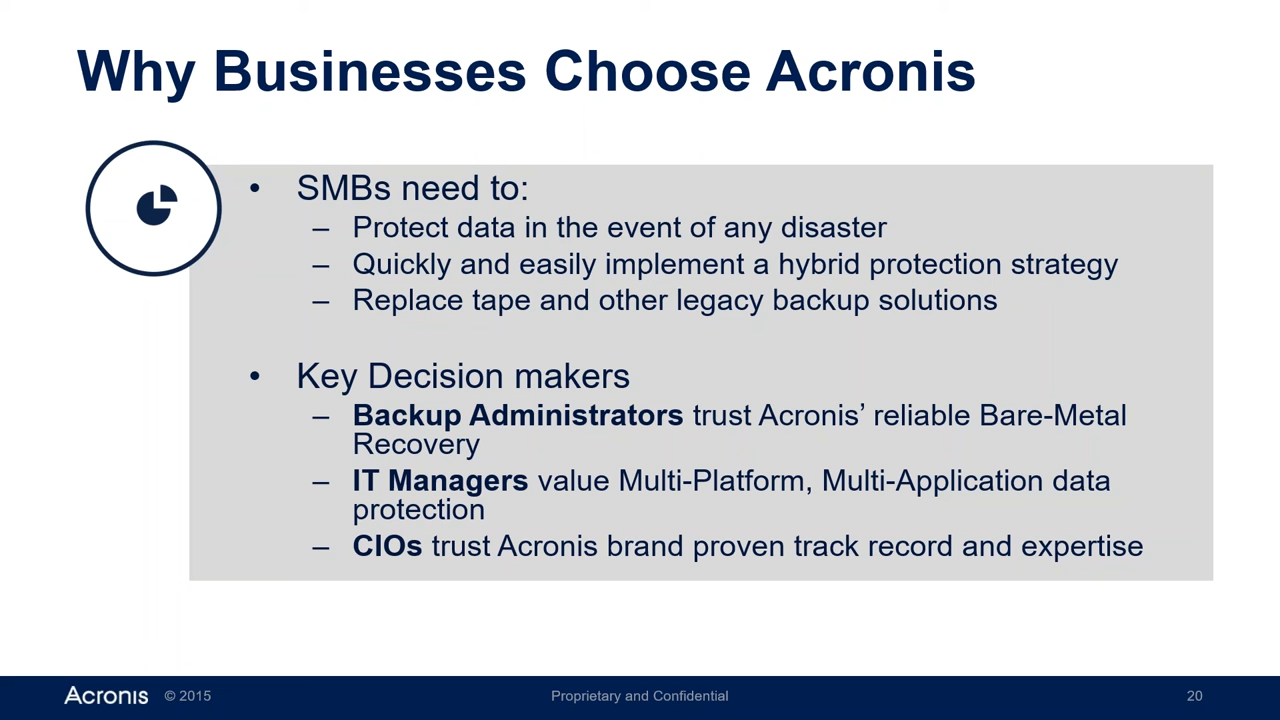 Why Businesses Choose Acronis
• SMBs need to:
– Protect data in the event of any disaster
– Quickly and easily implement a hybrid protection strategy
– Replace tape and other legacy backup solutions
• Key Decision makers
– Backup Administrators trust Acronis’ reliable Bare-Metal
Recovery
– IT Managers value Multi-Platform, Multi-Application data
protection
– CIOs trust Acronis brand proven track record and expertise
Acronis © 2015 Proprietary and Confidential 20